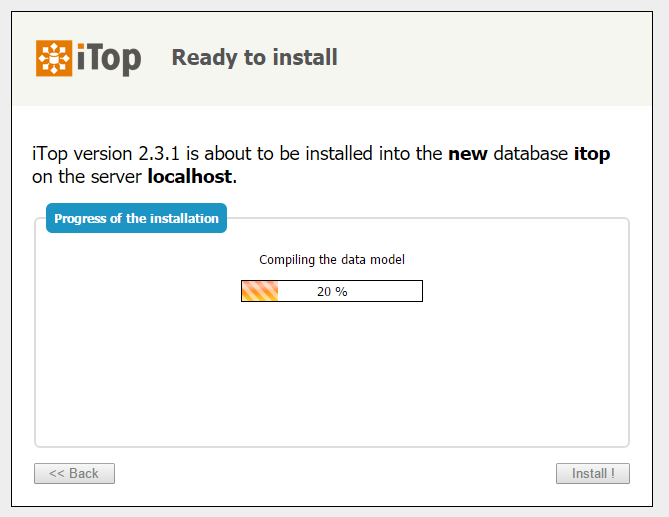 iTop Ready to install
iTop version 2.3.1 is about to be installed into the new database itop
on the server localhost.
Progress of the installation
Compiling the data model
20 %
<< Back Install !